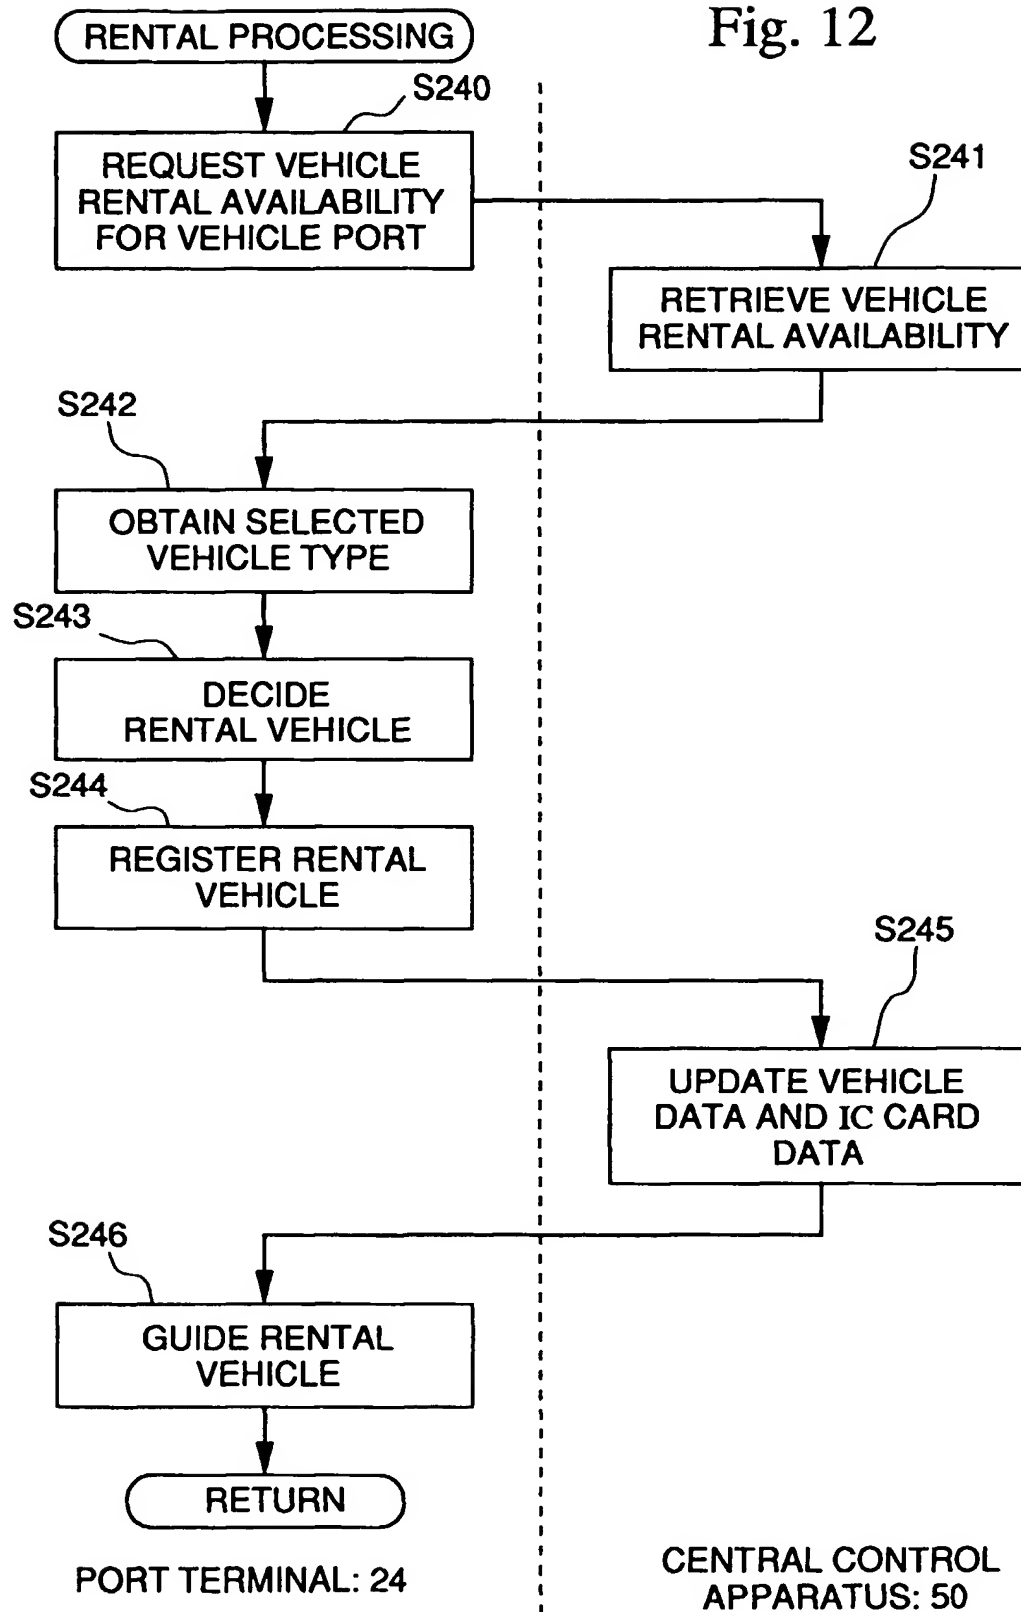 Fig. 12
RENTAL PROCESSING
S240
REQUEST VEHICLE
RENTAL AVAILABILITY
FOR VEHICLE PORT
S241
RETRIEVE VEHICLE
RENTAL AVAILABILITY
S242
OBTAIN SELECTED
VEHICLE TYPE
S243
DECIDE
RENTAL VEHICLE
S244
REGISTER RENTAL
VEHICLE
S245
UPDATE VEHICLE
DATA AND IC CARD
DATA
S246
GUIDE RENTAL
VEHICLE
RETURN
PORT TERMINAL: 24
CENTRAL CONTROL
APPARATUS: 50